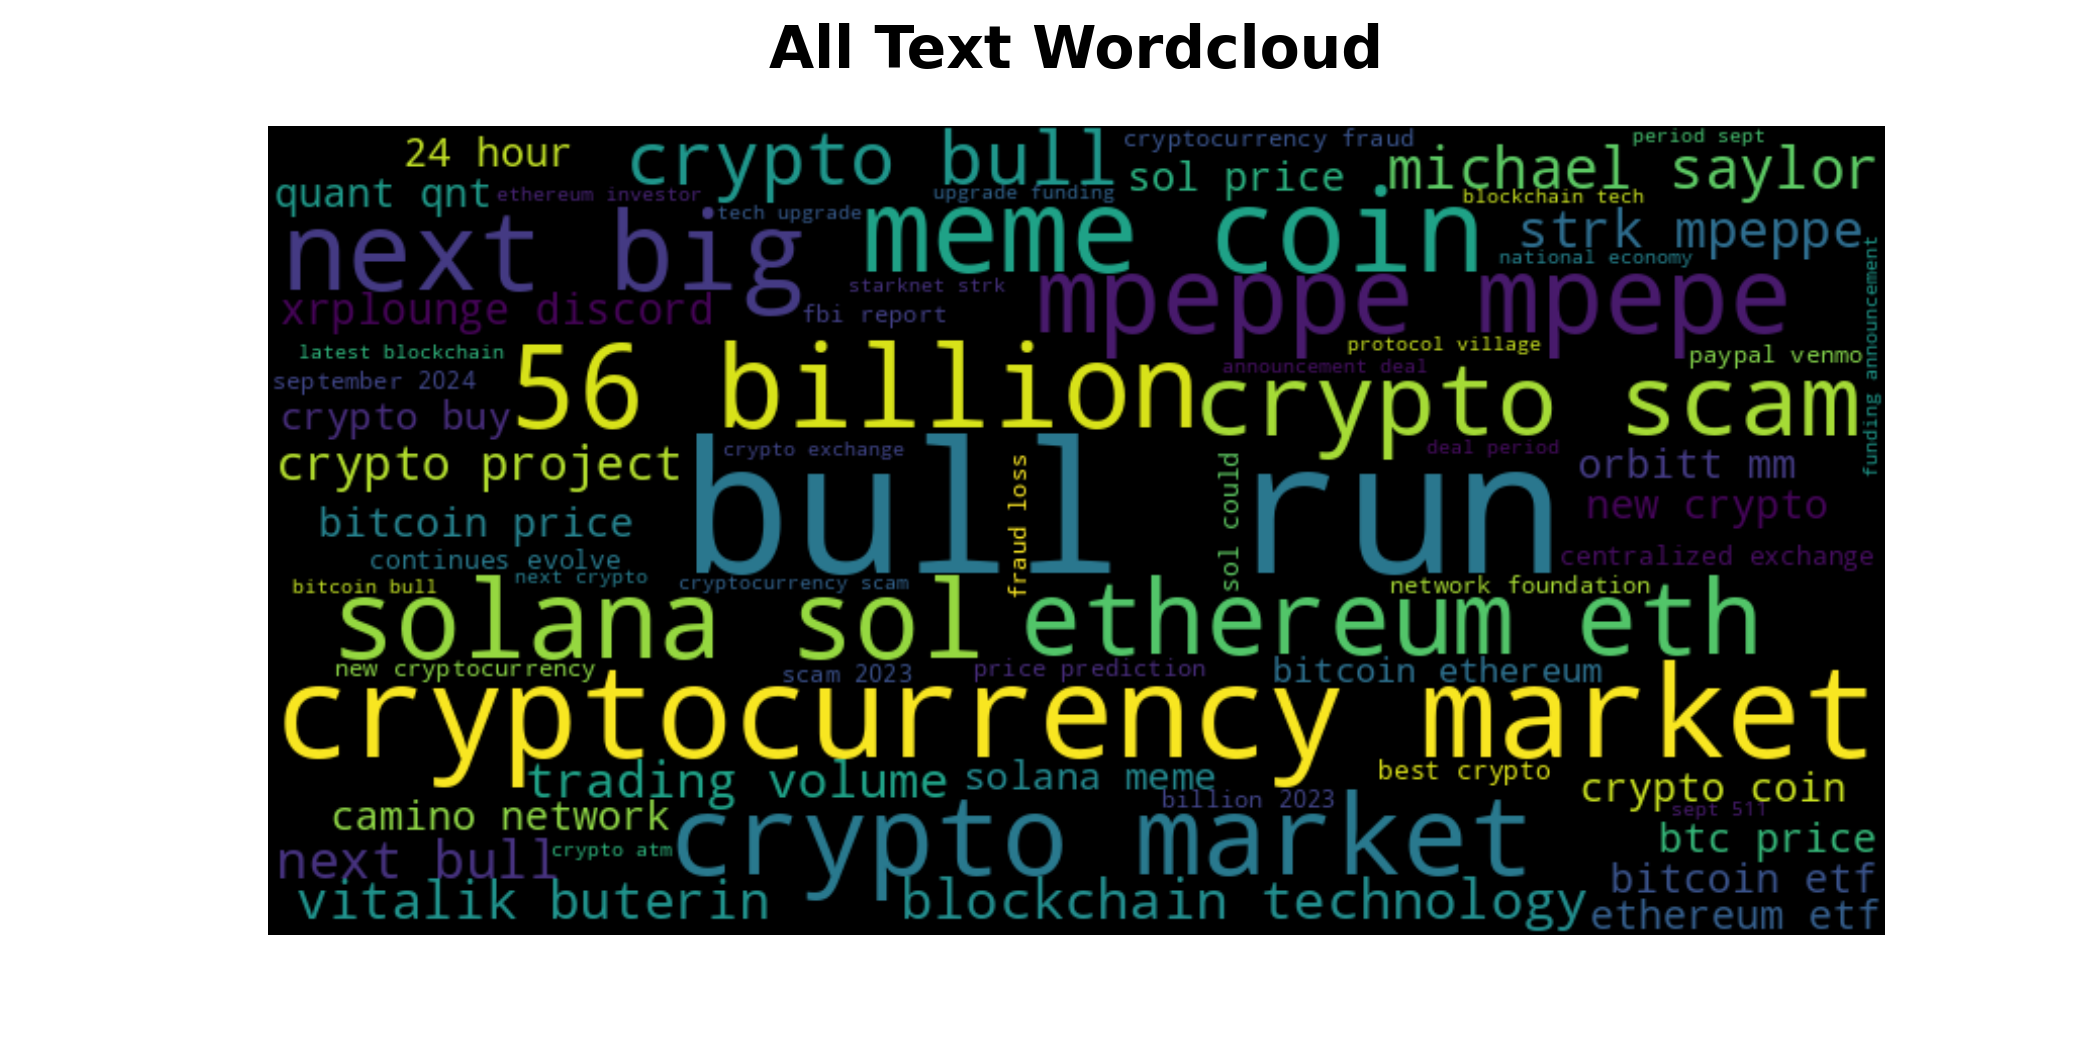 All Text Wordcloud
24 hour
crypto bull
cryptocurrency fraud
period sept
quant qnt
ethereum investor
upgrade funding
sol price
michael saylor
blockchain tech
next big
tech upgrade
meme coin
strk mpeppe
national economy
xrplounge discord
starknet strk
fbi report
mpeppe mpepe
funding announcement
latest blockchain
56 billion
protocol village
paypal venmo
september 2024
announcement deal
crypto buy
crypto scam
crypto project
crypto exchange
bull run
fraud loss
sol could
deal period
orbitt mm
new crypto
bitcoin price
continues evolve
centralized exchange
bitcoin bull
next crypto
cryptocurrency scam
network foundation
solana sol
ethereum eth
new cryptocurrency
scam 2023
price prediction
bitcoin ethereum
cryptocurrency market
trading volume
solana meme
best crypto
crypto coin
camino network
billion 2023
sept 511
crypto market
btc price
next bull
crypto atm
bitcoin etf
vitalik buterin
blockchain technology
ethereum etf